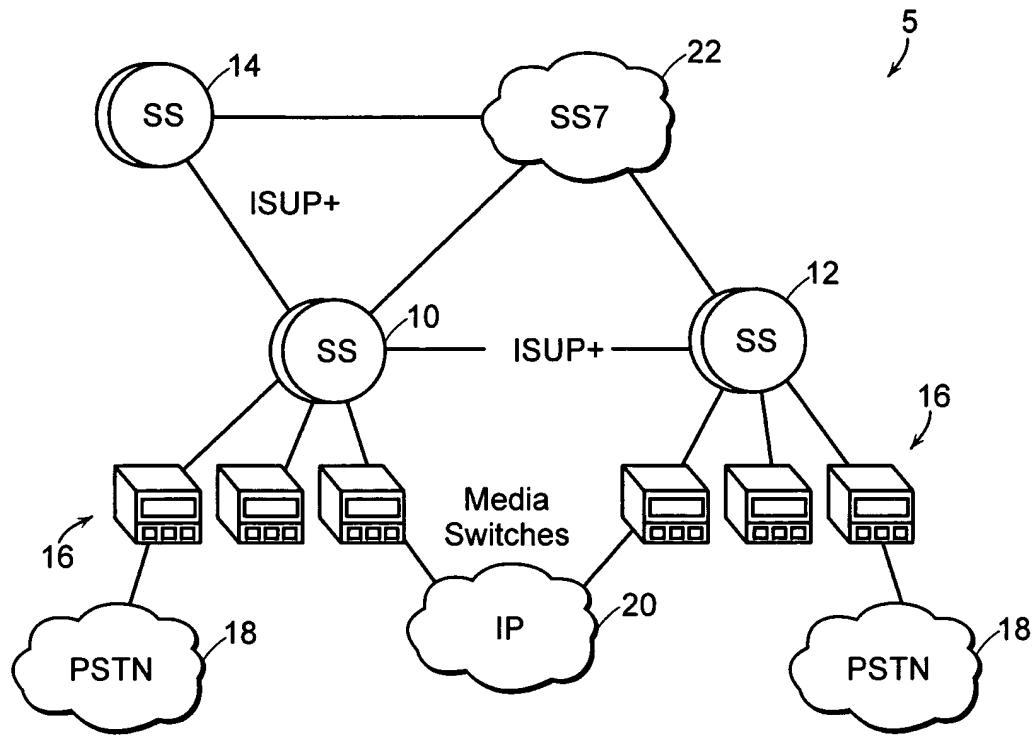 5
14
22
SS
SS7
ISUP+
12
10
SS
ISUP+
SS
16
Media
Switches
16
20
18
IP
18
PSTN
PSTN